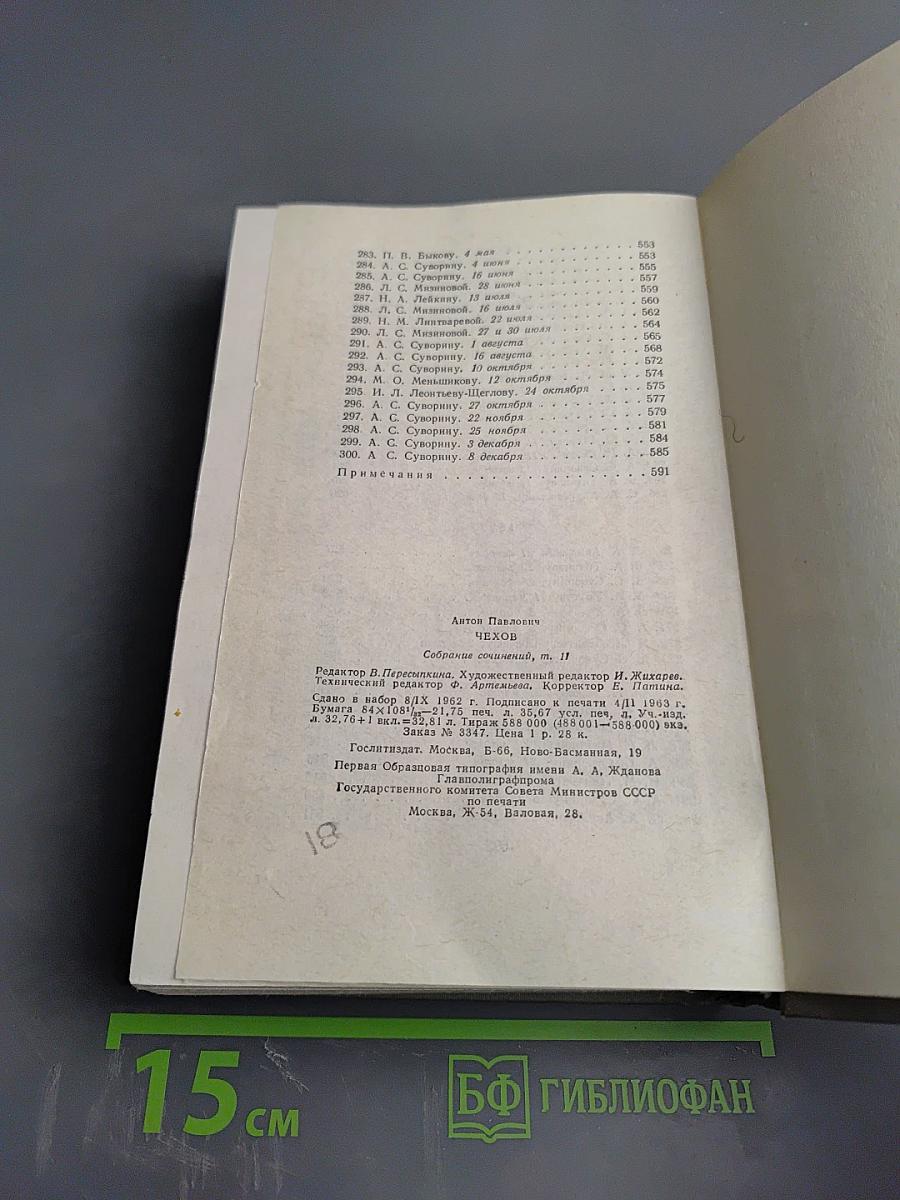 283. П. В. Быкову. 4 мая . . . . . . . . . . . 553
284. А. С. Суворину. 4 июня . . . . . . . . . . 553
285. А. С. Суворину. 16 июня . . . . . . . . . . 555
286. Л. С. Мизиновой. 28 июня . . . . . . . . . 557
287. Н. А. Лейкину. 13 июля . . . . . . . . . . 559
288. Л. С. Мизиновой. 16 июля . . . . . . . . . 560
289. Н. М. Линтваревой. 22 июля . . . . . . . . 562
290. Л. С. Мизиновой. 27 и 30 июля . . . . . . . 564
291. А. С. Суворину. 1 августа . . . . . . . . . 565
292. А. С. Суворину. 16 августа . . . . . . . . . 568
293. А. С. Суворину. 10 октября . . . . . . . . . 572
294. М. О. Меньшикову. 12 октября . . . . . . . 574
295. И. Л. Леонтьеву-Щеглову. 24 октября . . . . 575
296. А. С. Суворину. 27 октября . . . . . . . . . 577
297. А. С. Суворину. 22 ноября . . . . . . . . . 579
298. А. С. Суворину. 25 ноября . . . . . . . . . 581
299. А. С. Суворину. 3 декабря . . . . . . . . . . 584
300. А С. Суворину. 8 декабря . . . . . . . . . 585
Примечания . . . . . . . . . . . . . . . . 591
Антон Павлович
ЧЕХОВ
Собрание сочинений, т. 11
Редактор В. Пересыпкина. Художественный редактор И. Жихарев.
Технический редактор Ф. Артемьева. Корректор Е. Патина.
Сдано в набор 8/IX 1962 г. Подписано к печати 4/II 1963 г.
Бумага 84×108¹/₃₂—21,75 печ. л. 35,67 усл. печ. л. Уч.-изд.
л. 32,76+1 вкл.=32,81 л. Тираж 588 000 (488 001—588 000) экз.
Заказ № 3347. Цена 1 р. 28 к.
Гослитиздат. Москва, Б-66, Ново-Басманная, 19
Первая Образцовая типография имени А. А. Жданова
Главполиграфпрома
Государственного комитета Совета Министров СССР
по печати
Москва, Ж-54, Валовая, 28.
18
15 см
БФ ГИБЛИОФАН